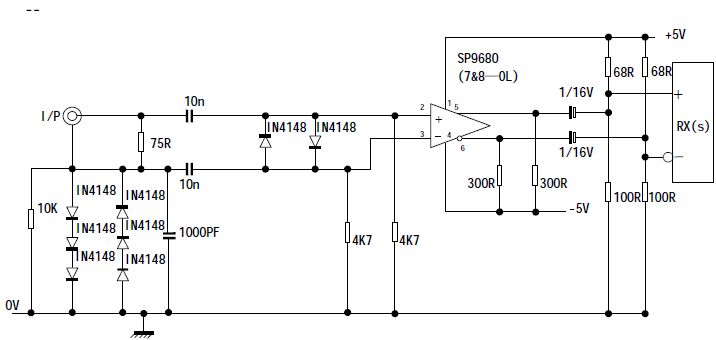 --
+5V
SP9680
(7&8—OL)
68R
68R
1/16V
10n
I/P
2
1
5
+
+
IN4148
IN4148
RX(s)
75R
3
4
−
−
6
1/16V
10n
IN4148
IN4148
300R
300R
100R
100R
10K
−5V
IN4148
IN4148
1000PF
4K7
4K7
IN4148
IN4148
0V